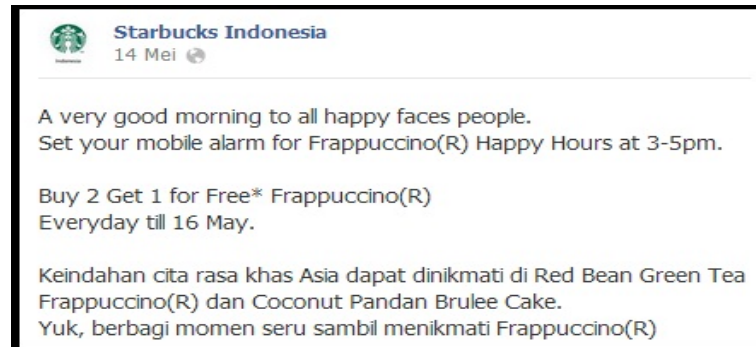 Starbucks Indonesia
14 Mei
A very good morning to all happy faces people.
Set your mobile alarm for Frappuccino(R) Happy Hours at 3-5pm.
Buy 2 Get 1 for Free* Frappuccino(R)
Everyday till 16 May.
Keindahan cita rasa khas Asia dapat dinikmati di Red Bean Green Tea
Frappuccino(R) dan Coconut Pandan Brulee Cake.
Yuk, berbagi momen seru sambil menikmati Frappuccino(R)